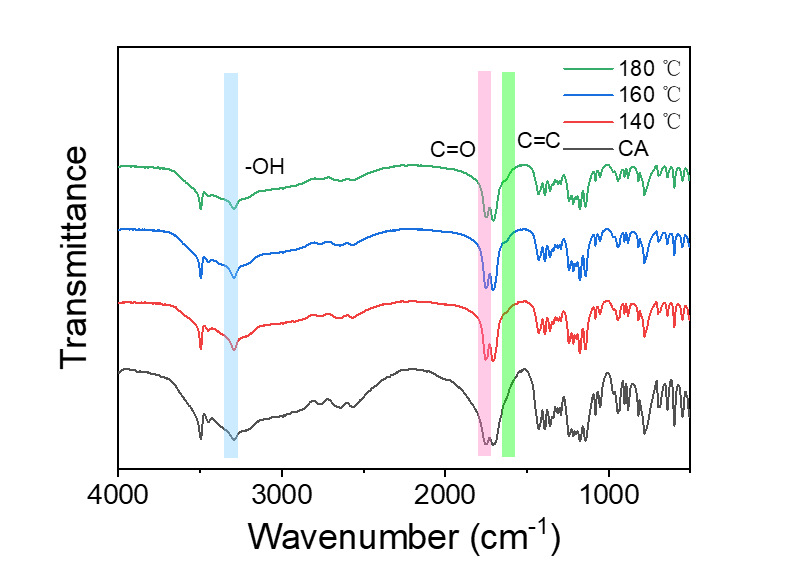 180 ℃
160 ℃
140 ℃
CA
-OH
C=O
C=C
Transmittance
4000
3000
2000
1000
Wavenumber (cm⁻¹)